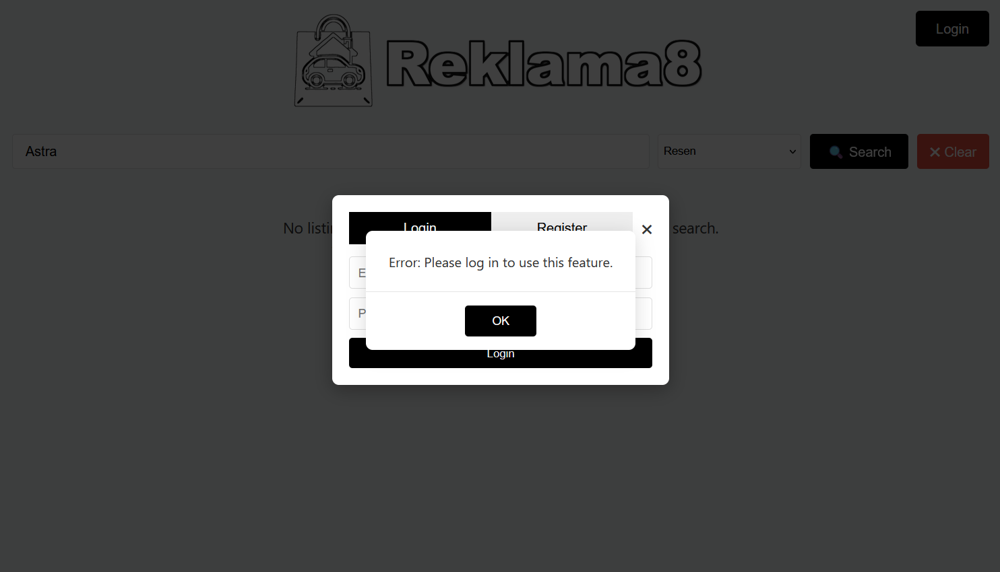 Login
Reklama8
Astra
Resen
Search
Clear
No listin
search.
Login
Register
Error: Please log in to use this feature.
E
P
OK
Login